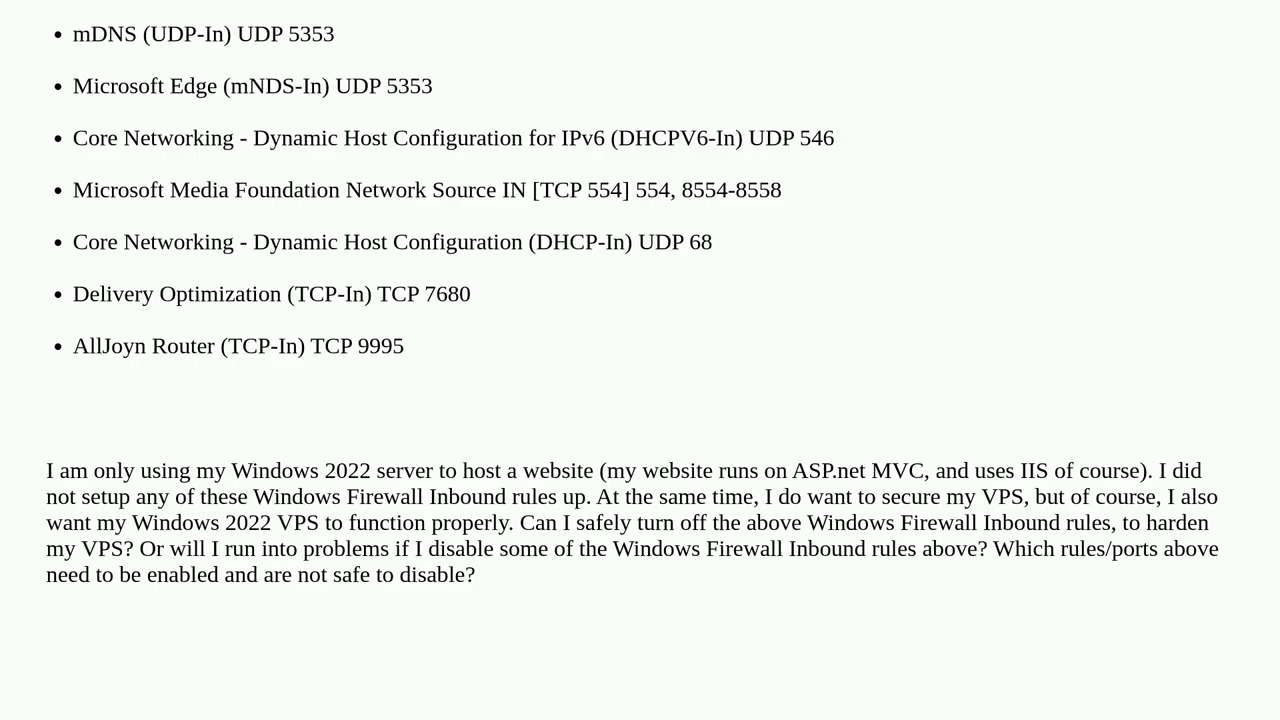 mDNS (UDP-In) UDP 5353
Microsoft Edge (mNDS-In) UDP 5353
Core Networking - Dynamic Host Configuration for IPv6 (DHCPV6-In) UDP 546
Microsoft Media Foundation Network Source IN [TCP 554] 554, 8554-8558
Core Networking - Dynamic Host Configuration (DHCP-In) UDP 68
Delivery Optimization (TCP-In) TCP 7680
AllJoyn Router (TCP-In) TCP 9995
I am only using my Windows 2022 server to host a website (my website runs on ASP.net MVC, and uses IIS of course). I did
not setup any of these Windows Firewall Inbound rules up. At the same time, I do want to secure my VPS, but of course, I also
want my Windows 2022 VPS to function properly. Can I safely turn off the above Windows Firewall Inbound rules, to harden
my VPS? Or will I run into problems if I disable some of the Windows Firewall Inbound rules above? Which rules/ports above
need to be enabled and are not safe to disable?